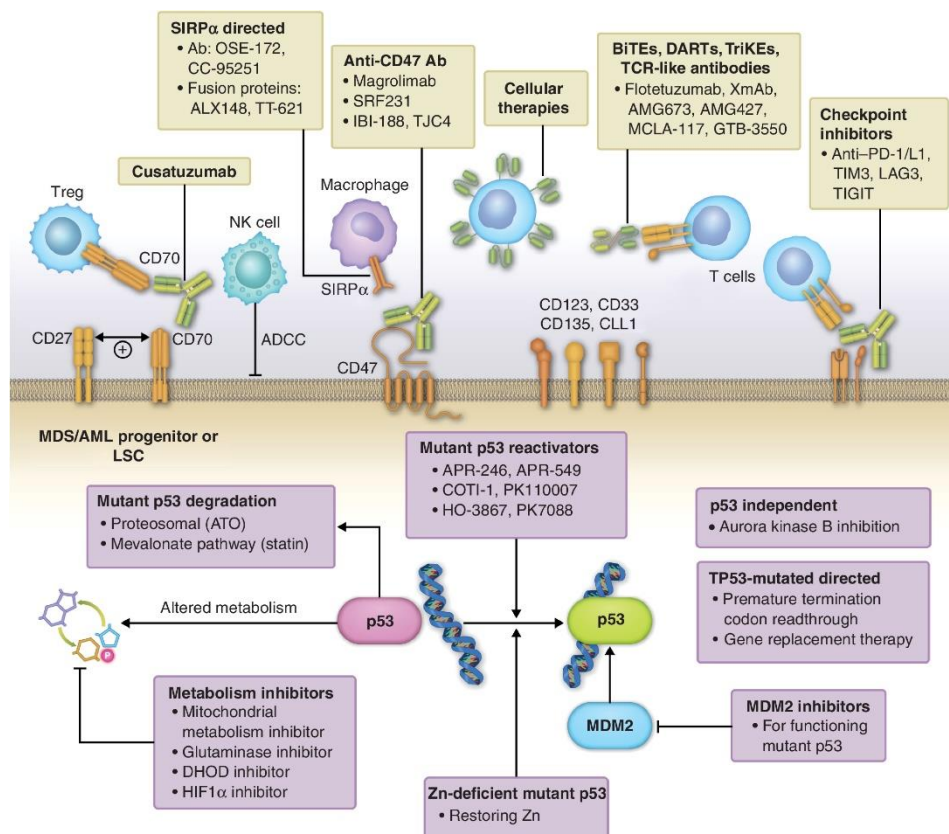 SIRPα directed
• Ab: OSE-172,
CC-95251
• Fusion proteins:
ALX148, TT-621
Anti-CD47 Ab
• Magrolimab
• SRF231
• IBI-188, TJC4
Cellular
therapies
BiTEs, DARTs, TriKEs,
TCR-like antibodies
• Flotetuzumab, XmAb,
AMG673, AMG427,
MCLA-117, GTB-3550
Checkpoint
inhibitors
• Anti–PD-1/L1,
TIM3, LAG3,
TIGIT
Cusatuzumab
Treg
NK cell
Macrophage
CD70
SIRPα
T cells
CD27
+
CD70
ADCC
CD47
CD123, CD33
CD135, CLL1
MDS/AML progenitor or
LSC
Mutant p53 reactivators
• APR-246, APR-549
• COTI-1, PK110007
• HO-3867, PK7088
Mutant p53 degradation
• Proteosomal (ATO)
• Mevalonate pathway (statin)
p53 independent
• Aurora kinase B inhibition
TP53-mutated directed
• Premature termination
codon readthrough
• Gene replacement therapy
Altered metabolism
p53
p53
P
MDM2
MDM2 inhibitors
• For functioning
mutant p53
Metabolism inhibitors
• Mitochondrial
metabolism inhibitor
• Glutaminase inhibitor
• DHOD inhibitor
• HIF1α inhibitor
Zn-deficient mutant p53
• Restoring Zn